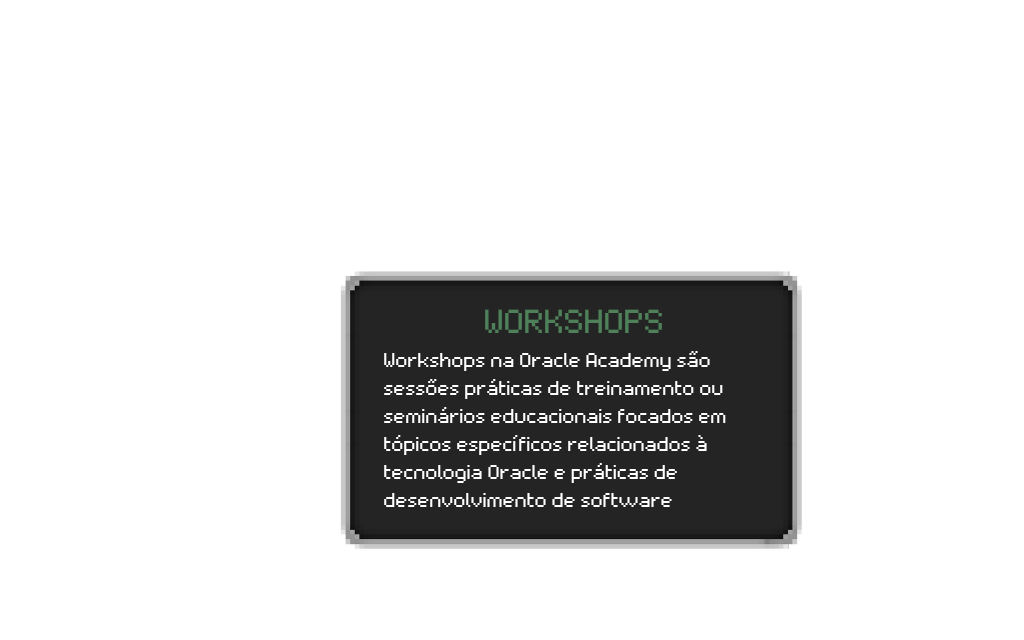 WORKSHOPS
Workshops na Oracle Academy são
sessões práticas de treinamento ou
seminários educacionais focados em
tópicos específicos relacionados à
tecnologia Oracle e práticas de
desenvolvimento de software